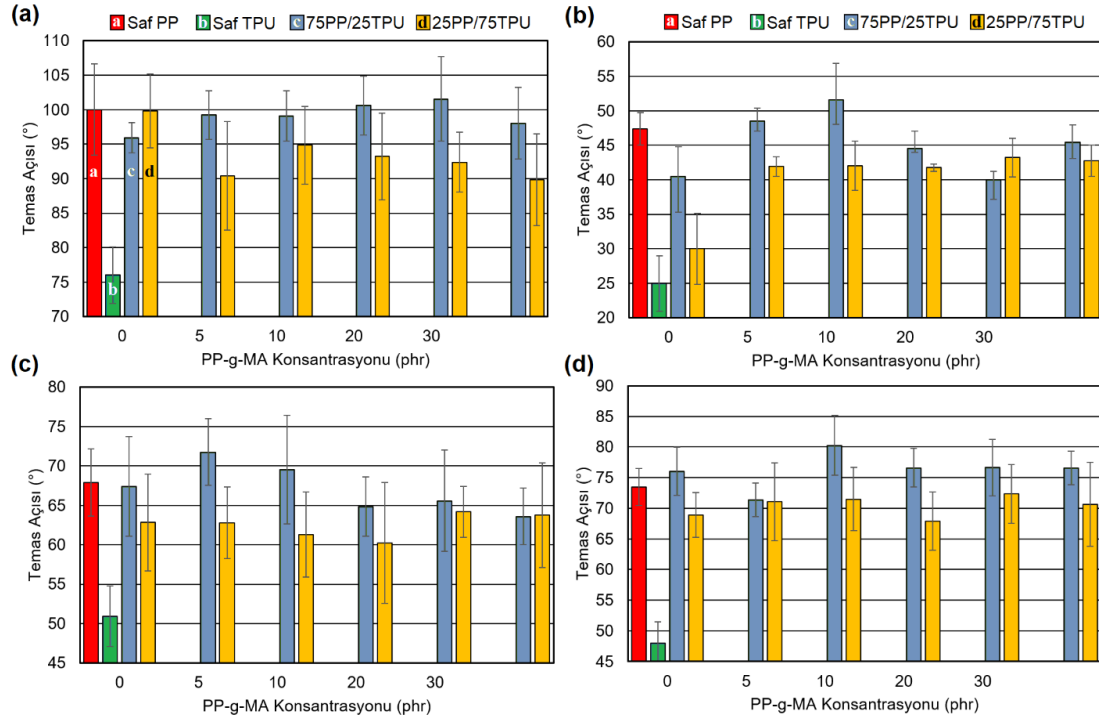 (a)
a Saf PP b Saf TPU c 75PP/25TPU d 25PP/75TPU
Temas Açısı (°)
110
105
100
95
90
85
80
75
70
a
b
c
d
0 5 10 20 30
PP-g-MA Konsantrasyonu (phr)
(b)
a Saf PP b Saf TPU c 75PP/25TPU d 25PP/75TPU
Temas Açısı (°)
60
55
50
45
40
35
30
25
20
0 5 10 20 30
PP-g-MA Konsantrasyonu (phr)
(c)
Temas Açısı (°)
80
75
70
65
60
55
50
45
0 5 10 20 30
PP-g-MA Konsantrasyonu (phr)
(d)
Temas Açısı (°)
90
85
80
75
70
65
60
55
50
45
0 5 10 20 30
PP-g-MA Konsantrasyonu (phr)